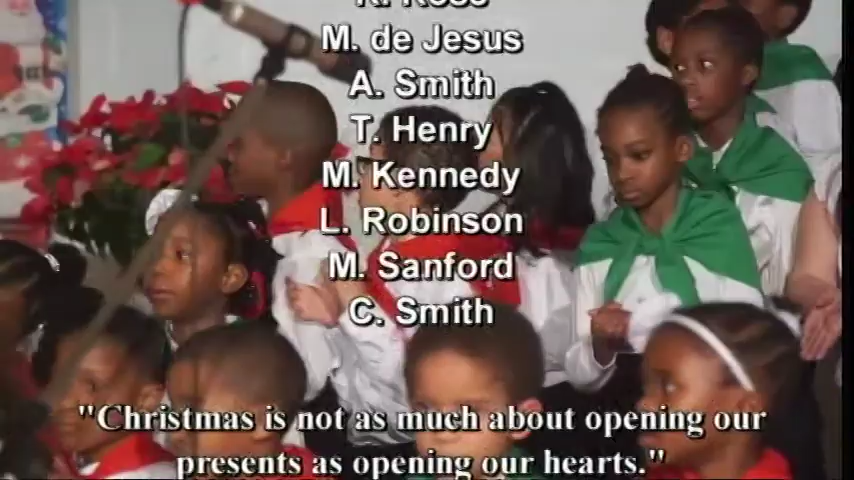 K. Rose
M. de Jesus
A. Smith
T. Henry
M. Kennedy
L. Robinson
M. Sanford
C. Smith
"Christmas is not as much about opening our
presents as opening our hearts."